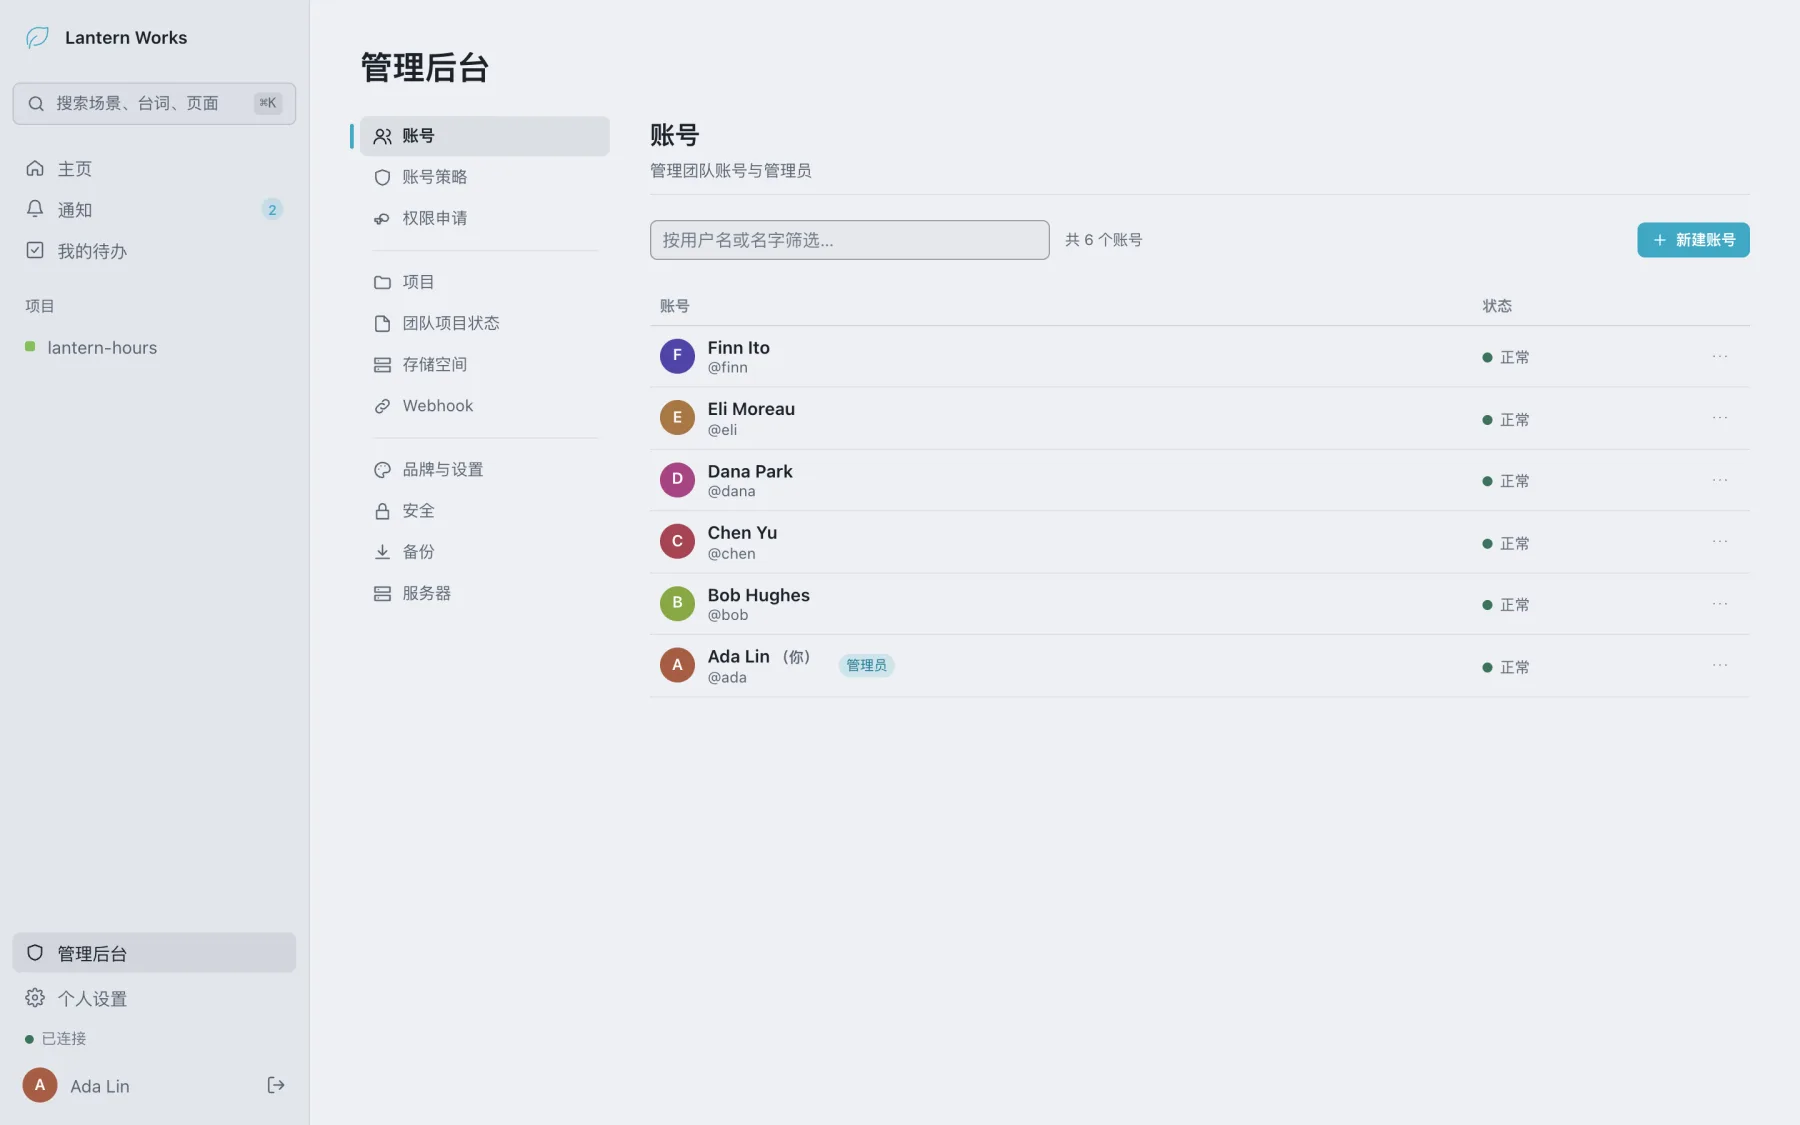 Lantern Works
搜索场景、台词、页面 ⌘K
主页
通知 2
我的待办
项目
lantern-hours
管理后台
个人设置
已连接
A Ada Lin
管理后台
账号
账号策略
权限申请
项目
团队项目状态
存储空间
Webhook
品牌与设置
安全
备份
服务器
账号
管理团队账号与管理员
按用户名或名字筛选... 共 6 个账号 + 新建账号
账号 状态
F Finn Ito 正常 ...
@finn
E Eli Moreau 正常 ...
@eli
D Dana Park 正常 ...
@dana
C Chen Yu 正常 ...
@chen
B Bob Hughes 正常 ...
@bob
A Ada Lin （你） 管理员 正常 ...
@ada